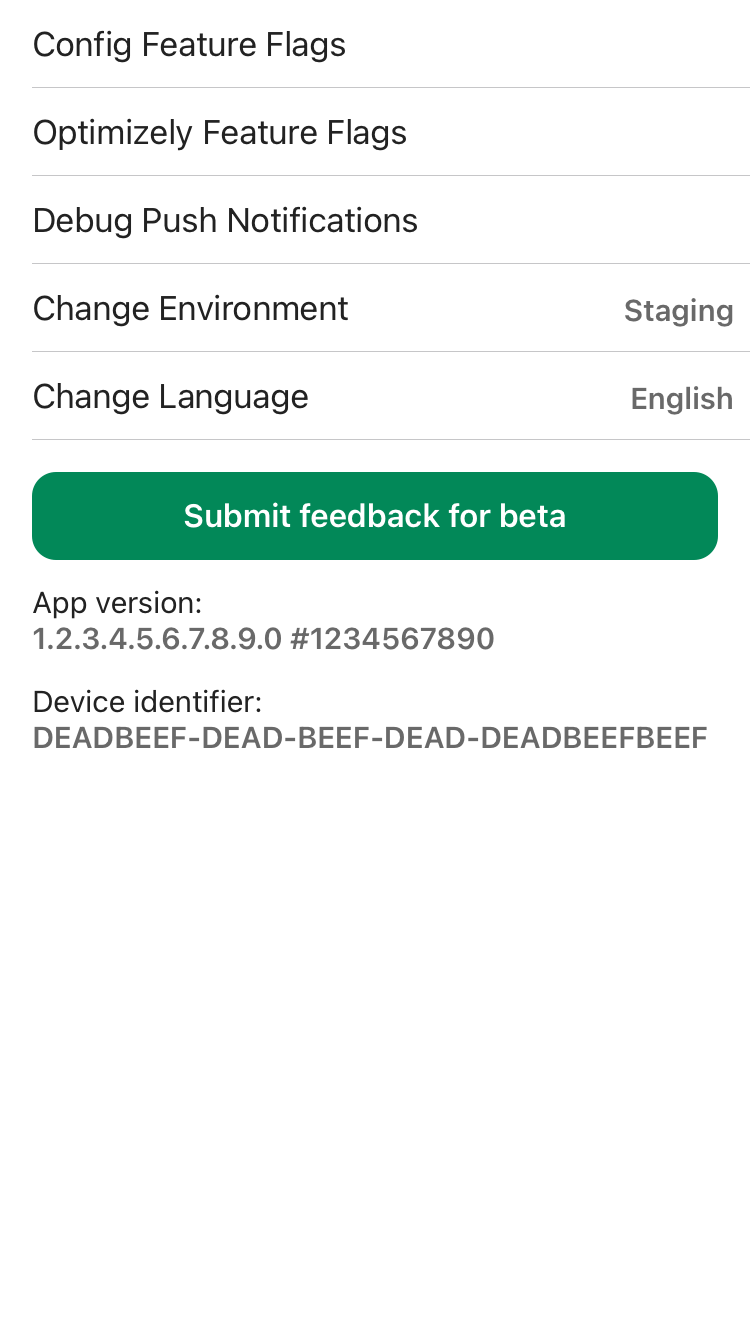 Config Feature Flags
Optimizely Feature Flags
Debug Push Notifications
Change Environment Staging
Change Language English
Submit feedback for beta
App version:
1.2.3.4.5.6.7.8.9.0 #1234567890
Device identifier:
DEADBEEF-DEAD-BEEF-DEAD-DEADBEEFBEEF